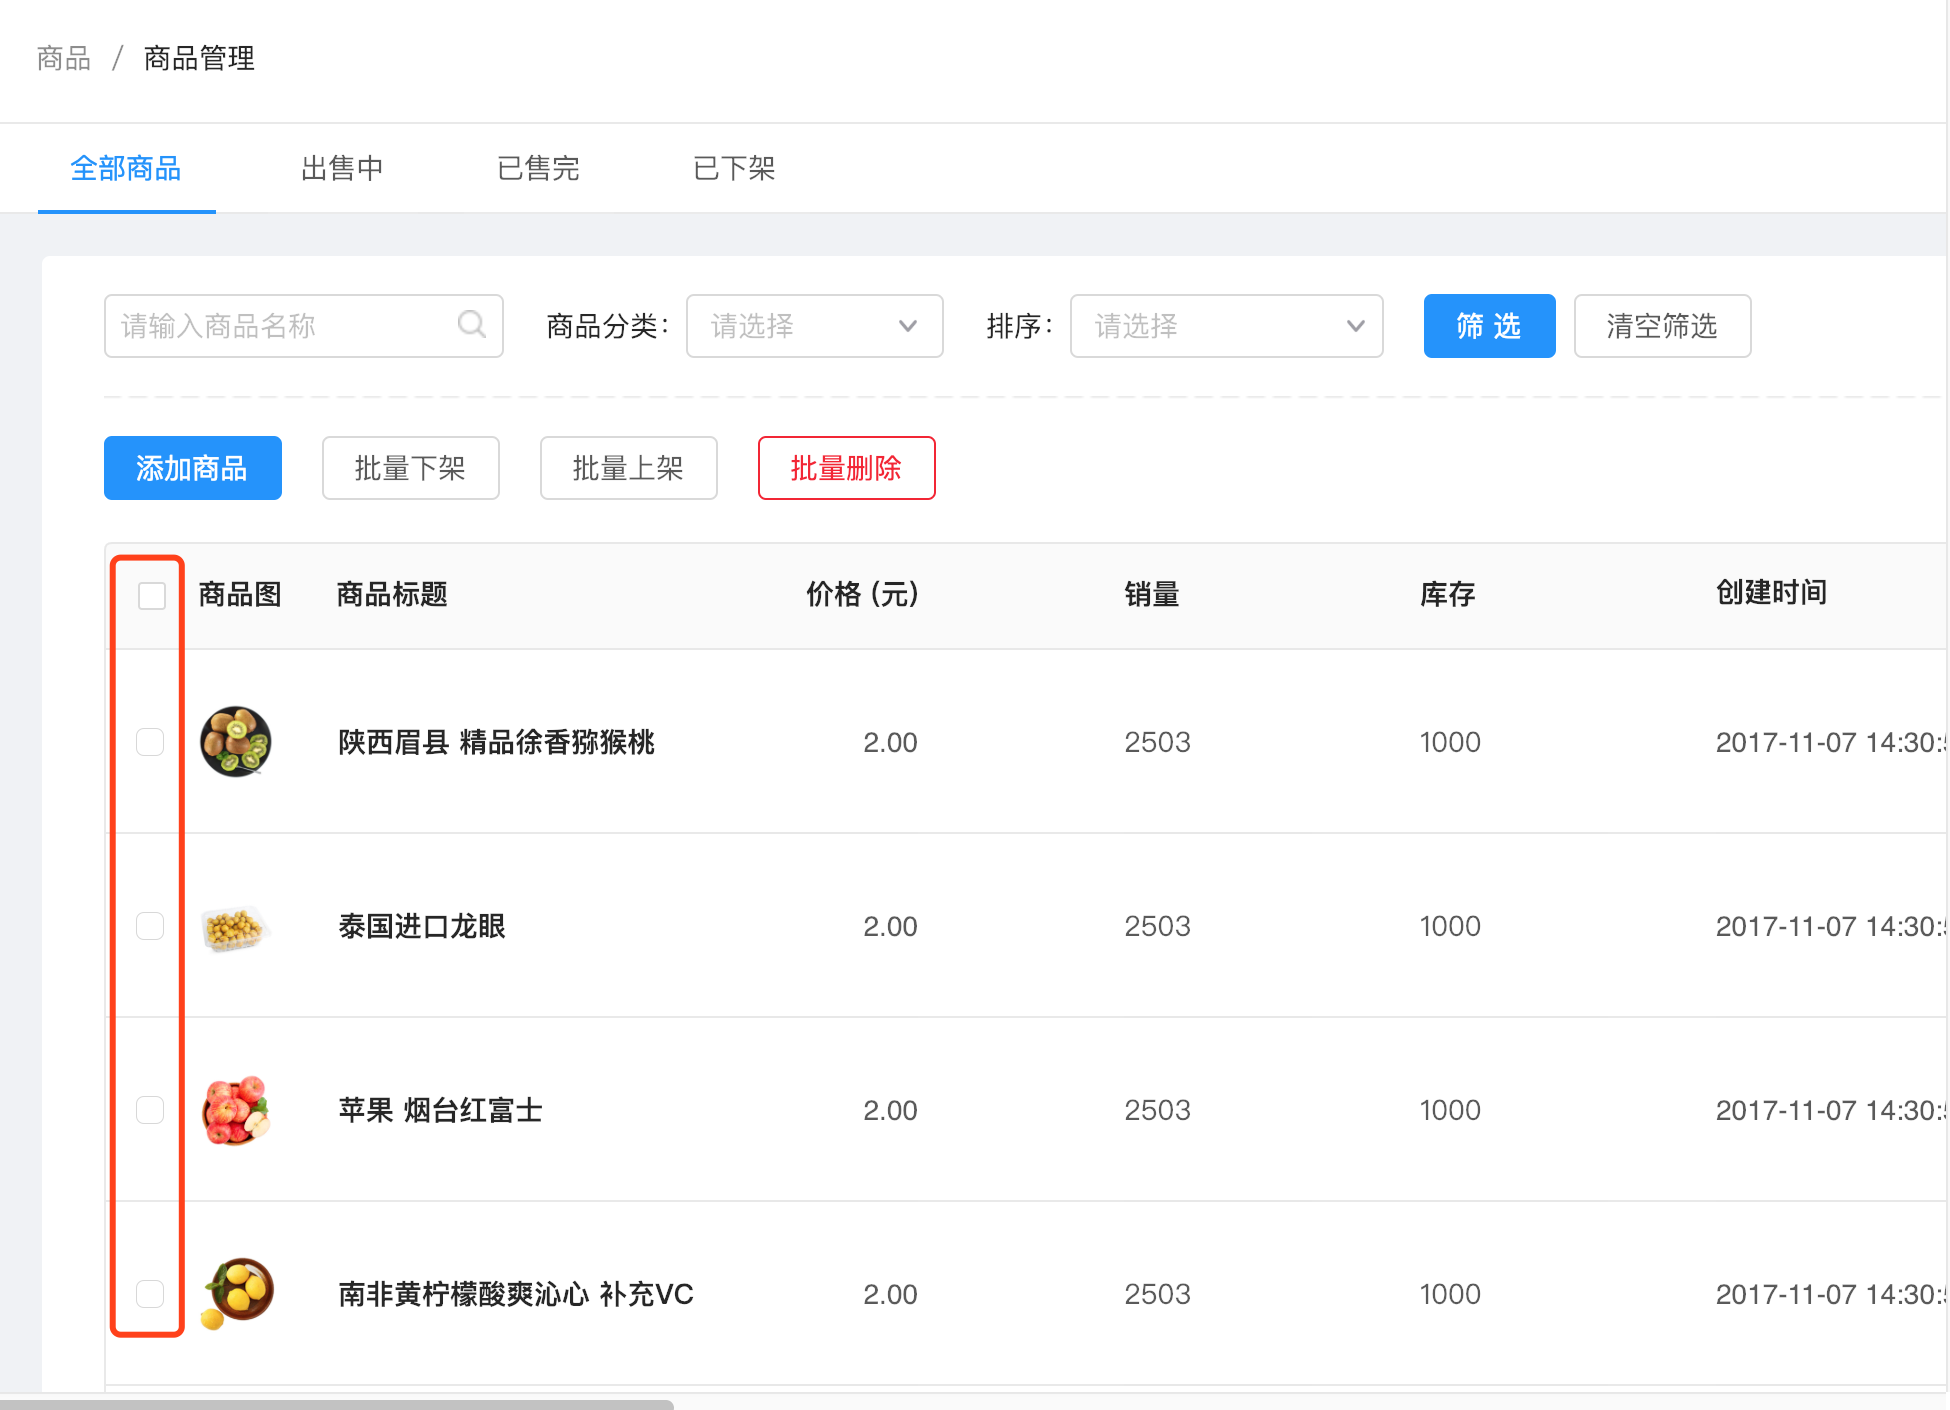 商品 / 商品管理
全部商品 出售中 已售完 已下架
请输入商品名称 商品分类： 请选择 排序： 请选择 筛 选 清空筛选
添加商品 批量下架 批量上架 批量删除
商品图 商品标题 价格 (元) 销量 库存 创建时间
陕西眉县 精品徐香猕猴桃 2.00 2503 1000 2017-11-07 14:30:
泰国进口龙眼 2.00 2503 1000 2017-11-07 14:30:
苹果 烟台红富士 2.00 2503 1000 2017-11-07 14:30:
南非黄柠檬酸爽沁心 补充VC 2.00 2503 1000 2017-11-07 14:30: